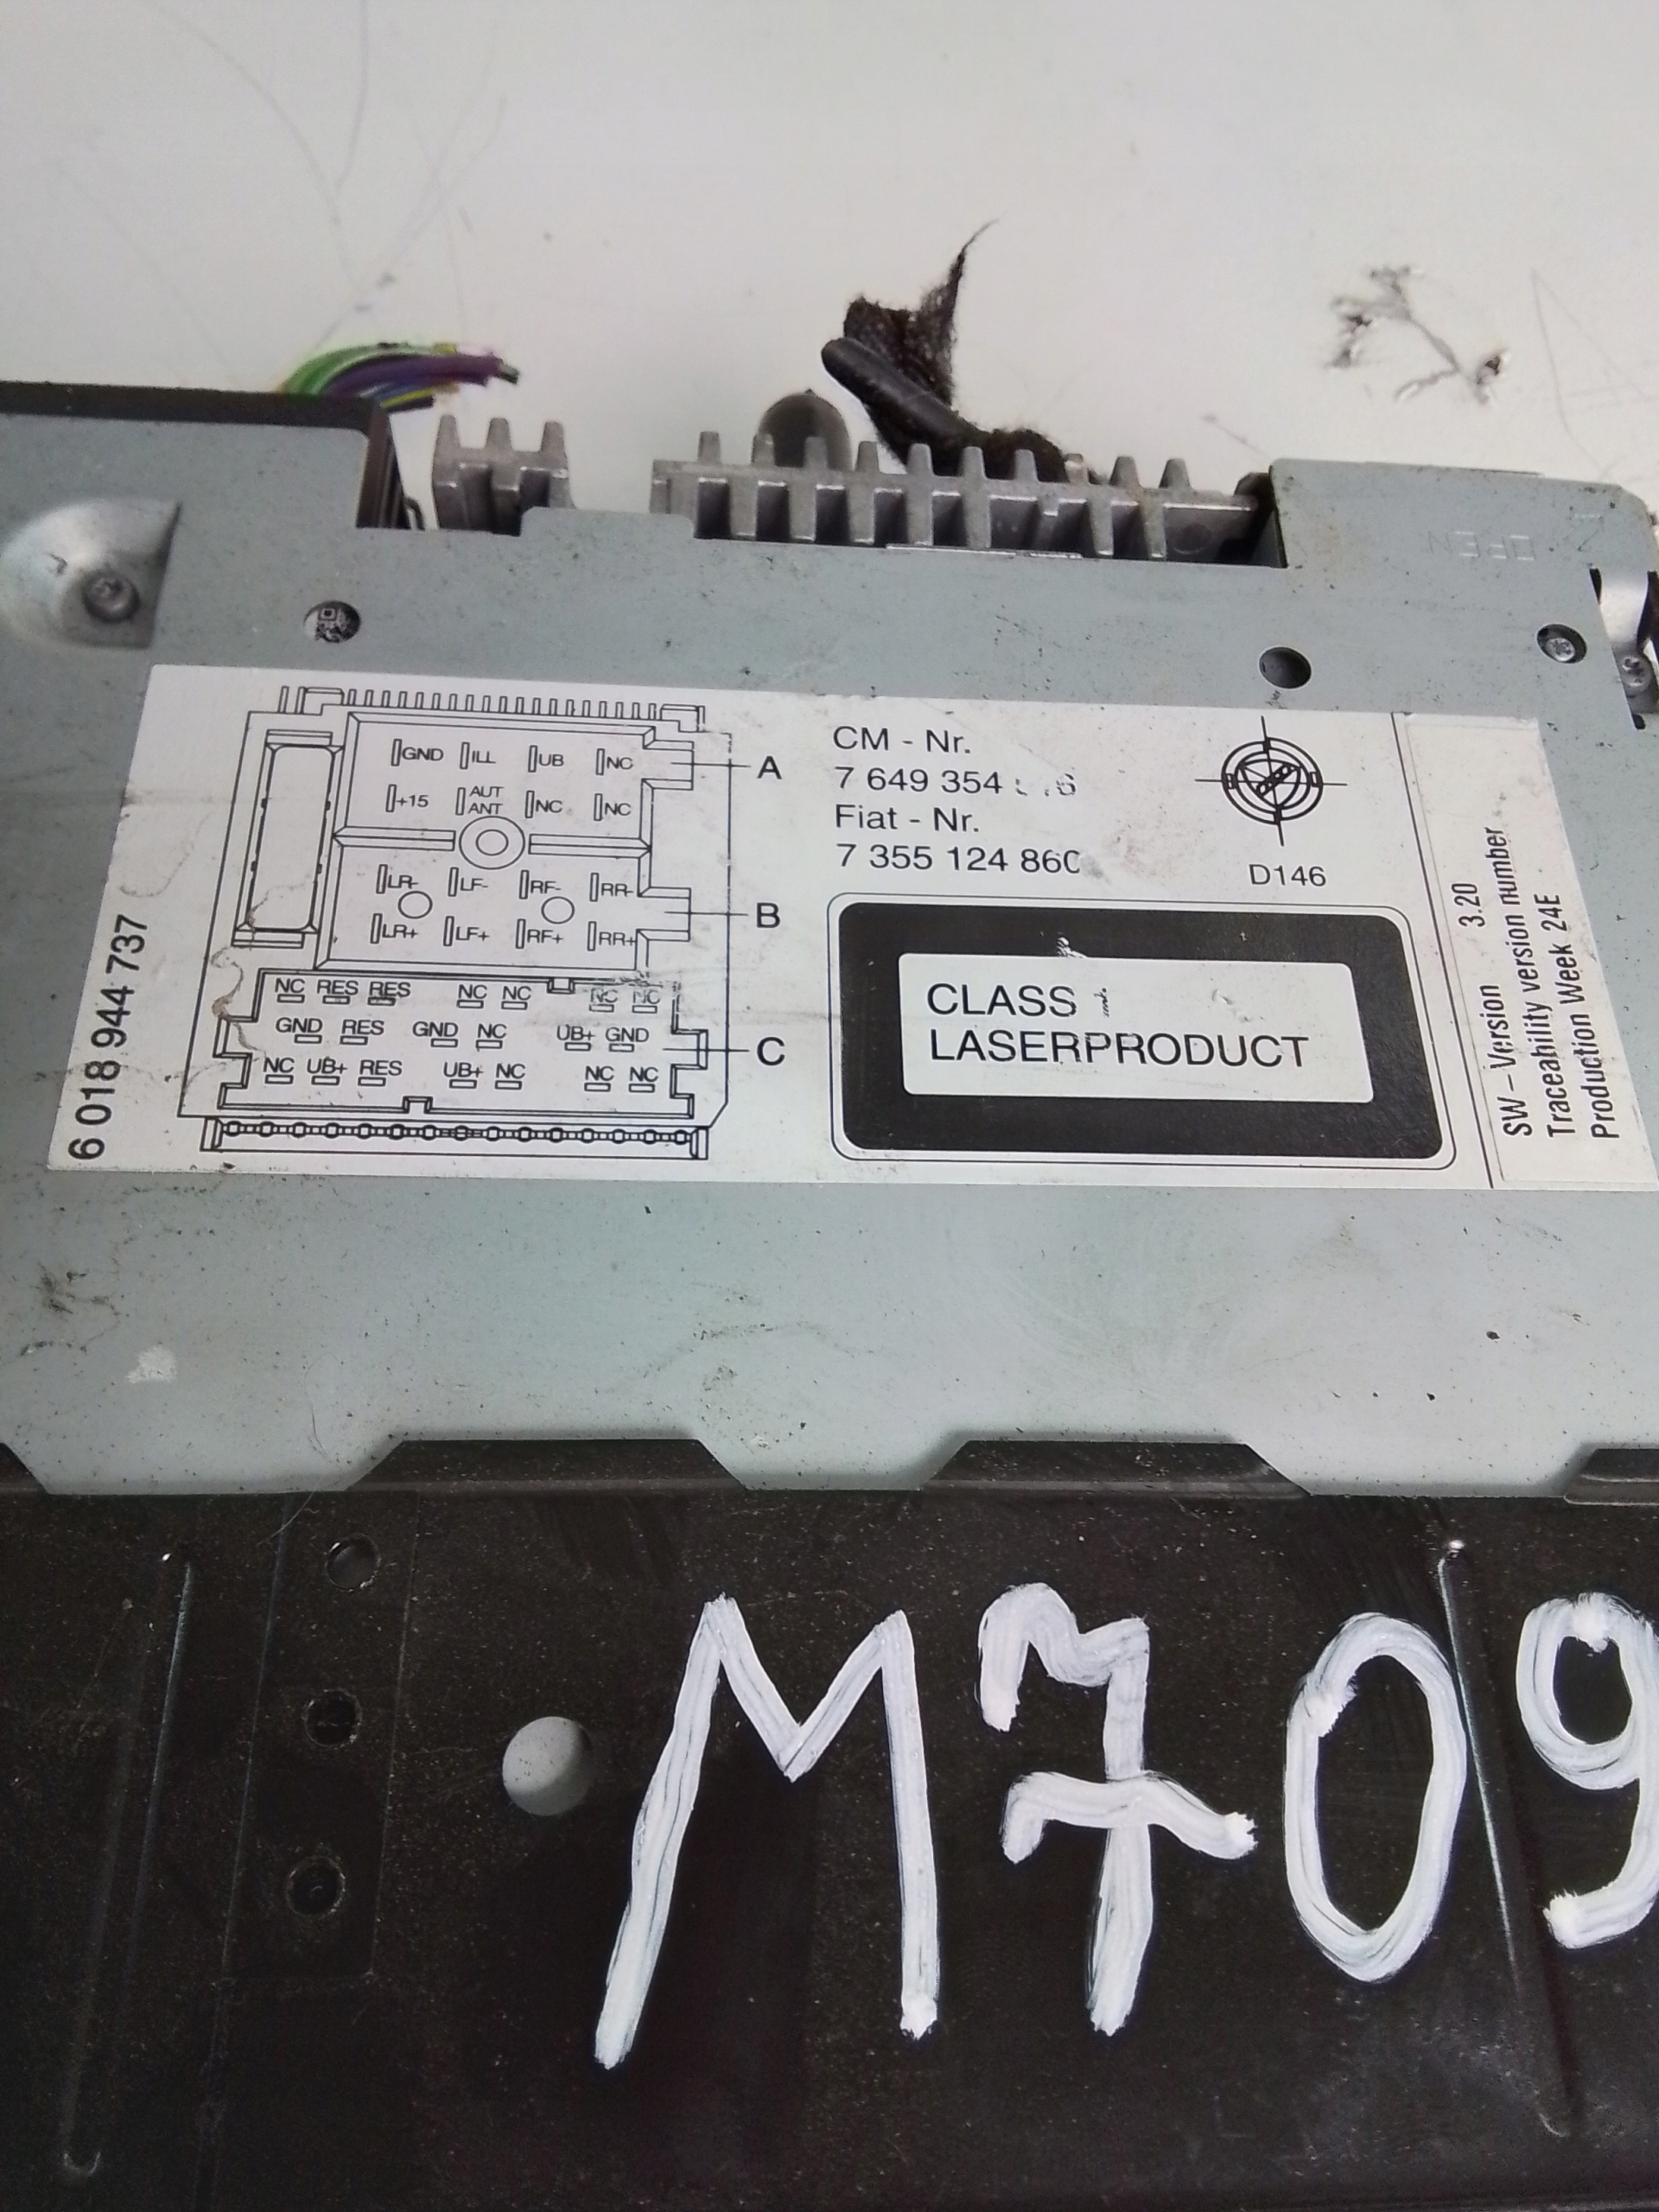 OPEN
GND ILL UB NC
A
+15 AUT ANT NC NC
LR- LF- RF- RR-
B
LR+ LF+ RF+ RR+
NC RES RES NC NC NC NC
GND RES GND NC UB+ GND
C
NC UB+ RES UB+ NC NC NC
6 018 944 737
CM - Nr.
7 649 354
Fiat - Nr.
7 355 124 860
D146
CLASS
LASERPRODUCT
SW - Version 3.20
Traceability version number
Production Week 24E
M709